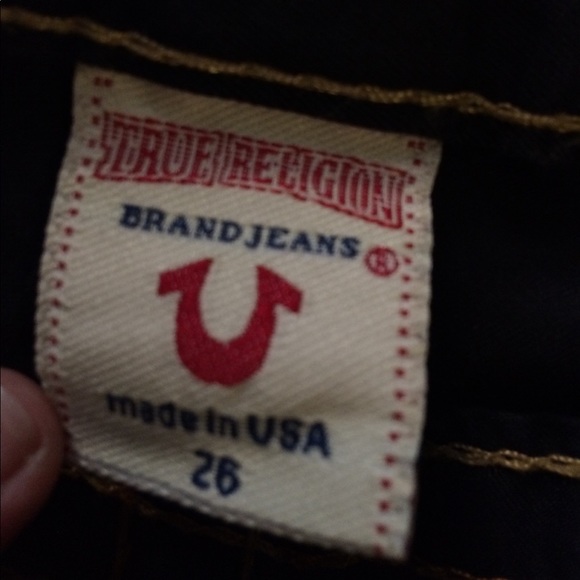 TRUE RELIGION
BRAND JEANS ®
made in USA
26